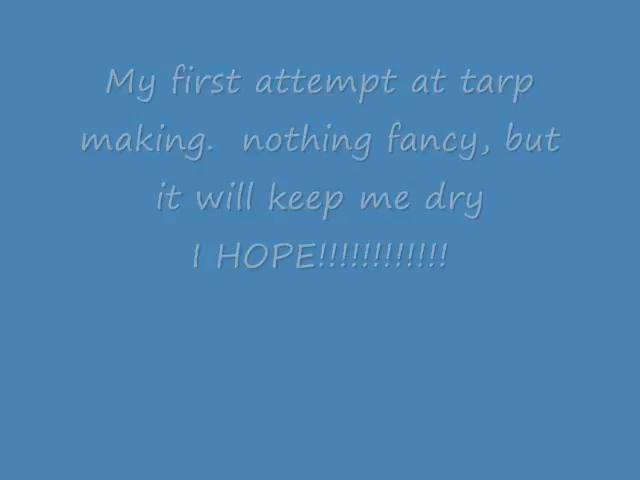 My first attempt at tarp
making.  nothing fancy, but
it will keep me dry
I HOPE!!!!!!!!!!!!